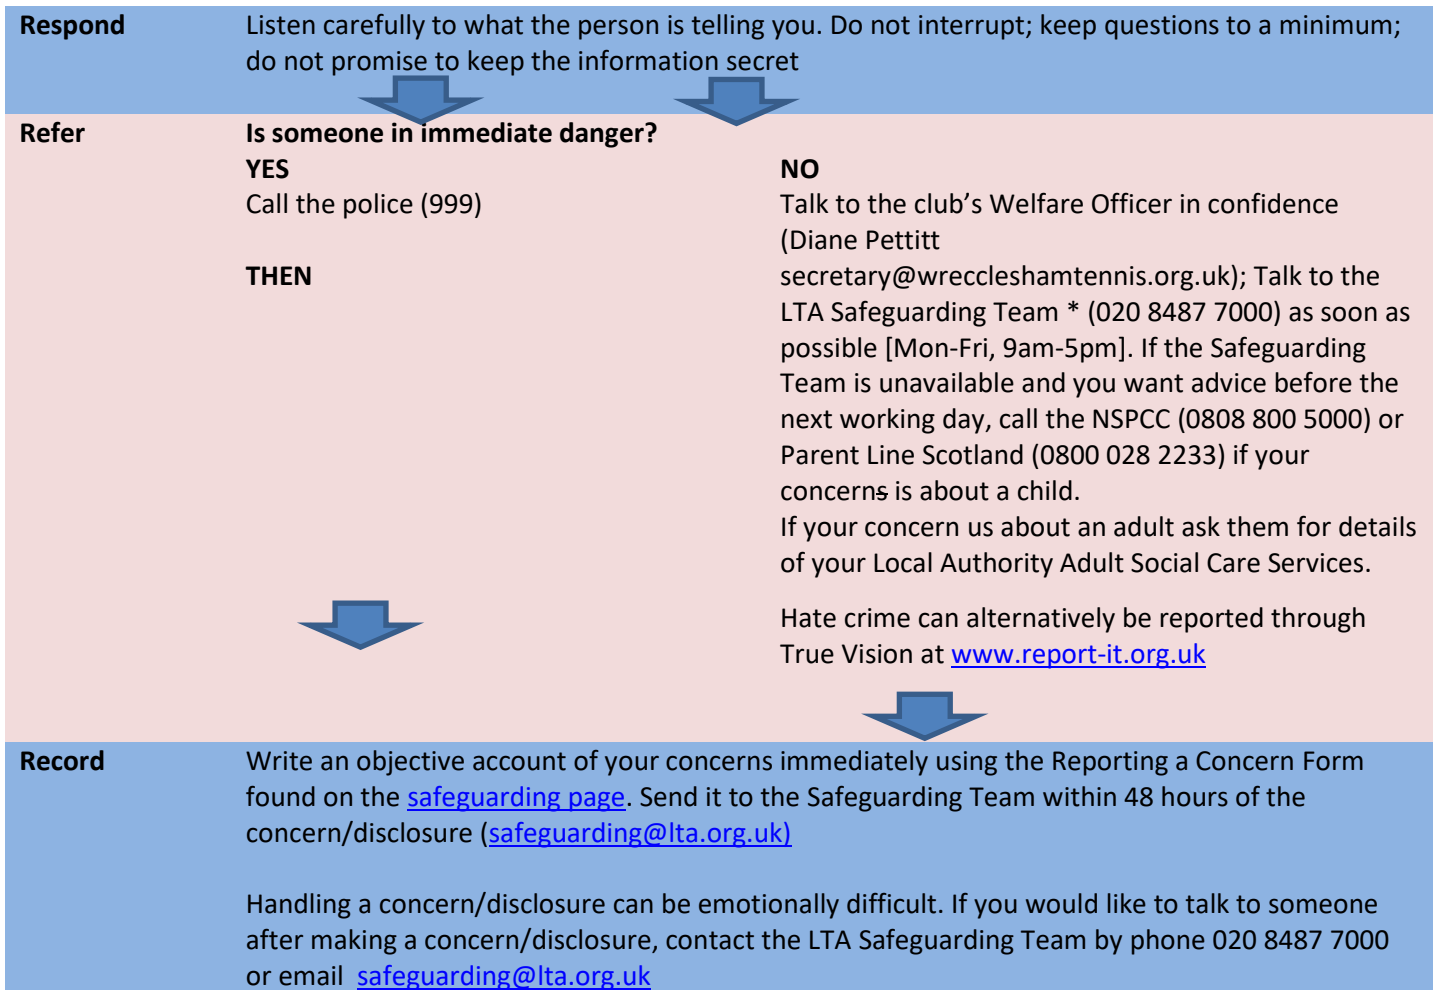 Respond
Listen carefully to what the person is telling you. Do not interrupt; keep questions to a minimum;
do not promise to keep the information secret
Refer
Is someone in immediate danger?
YES
Call the police (999)
THEN
NO
Talk to the club’s Welfare Officer in confidence
(Diane Pettitt
secretary@wreccleshamtennis.org.uk); Talk to the
LTA Safeguarding Team * (020 8487 7000) as soon as
possible [Mon-Fri, 9am-5pm]. If the Safeguarding
Team is unavailable and you want advice before the
next working day, call the NSPCC (0808 800 5000) or
Parent Line Scotland (0800 028 2233) if your
concerns is about a child.
If your concern us about an adult ask them for details
of your Local Authority Adult Social Care Services.
Hate crime can alternatively be reported through
True Vision at www.report-it.org.uk
Record
Write an objective account of your concerns immediately using the Reporting a Concern Form
found on the safeguarding page. Send it to the Safeguarding Team within 48 hours of the
concern/disclosure (safeguarding@lta.org.uk)
Handling a concern/disclosure can be emotionally difficult. If you would like to talk to someone
after making a concern/disclosure, contact the LTA Safeguarding Team by phone 020 8487 7000
or email safeguarding@lta.org.uk